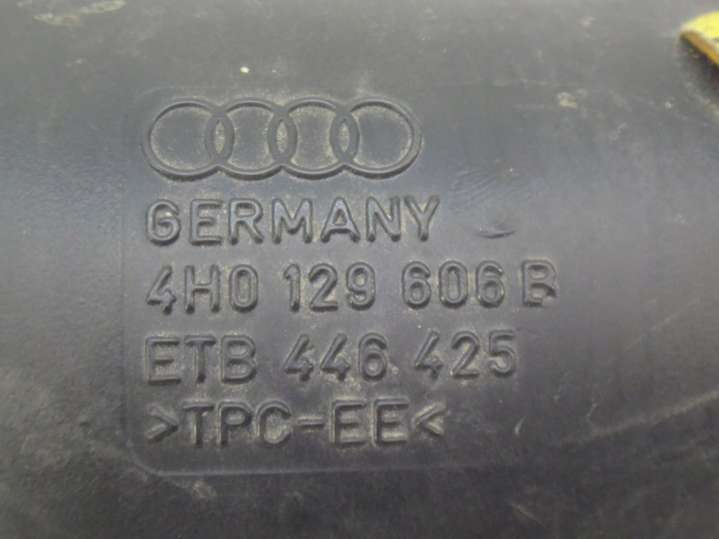 GERMANY
4H0 129 606 B
ETB 446 425
>TPC-EE<